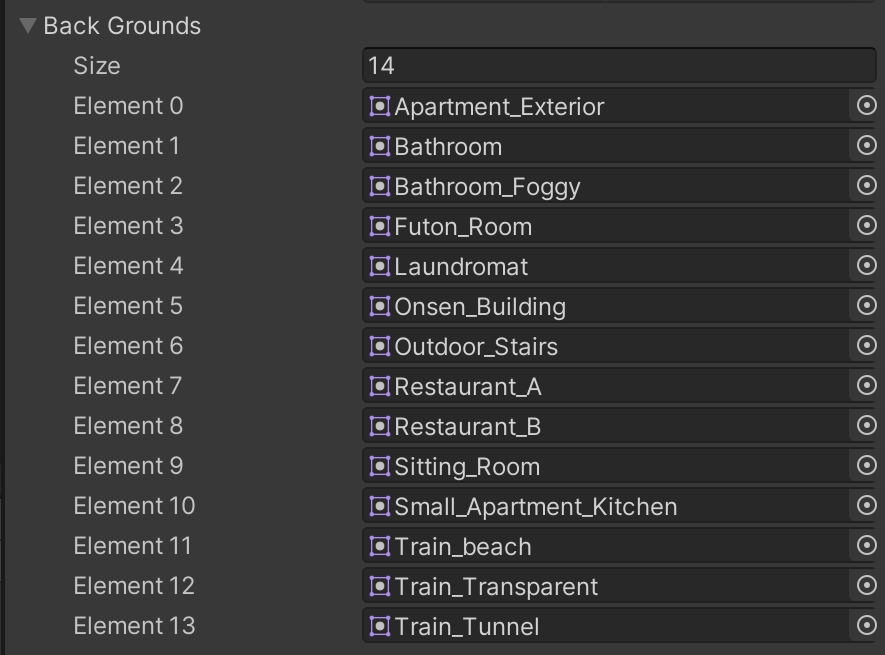 Back Grounds
Size 14
Element 0 Apartment_Exterior
Element 1 Bathroom
Element 2 Bathroom_Foggy
Element 3 Futon_Room
Element 4 Laundromat
Element 5 Onsen_Building
Element 6 Outdoor_Stairs
Element 7 Restaurant_A
Element 8 Restaurant_B
Element 9 Sitting_Room
Element 10 Small_Apartment_Kitchen
Element 11 Train_beach
Element 12 Train_Transparent
Element 13 Train_Tunnel